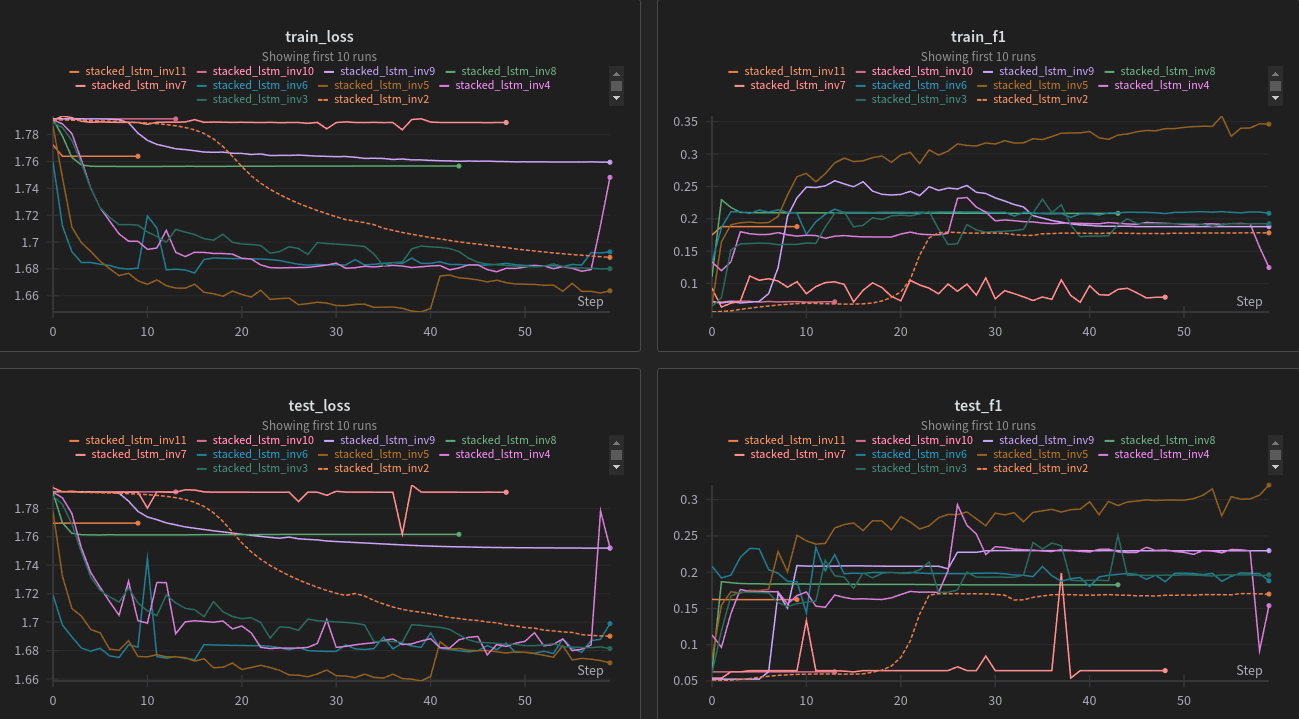 train_loss
Showing first 10 runs
stacked_lstm_inv11 stacked_lstm_inv10 stacked_lstm_inv9 stacked_lstm_inv8
stacked_lstm_inv7 stacked_lstm_inv6 stacked_lstm_inv5 stacked_lstm_inv4
stacked_lstm_inv3 stacked_lstm_inv2
1.78
1.76
1.74
1.72
1.7
1.68
1.66
Step
0 10 20 30 40 50
train_f1
Showing first 10 runs
stacked_lstm_inv11 stacked_lstm_inv10 stacked_lstm_inv9 stacked_lstm_inv8
stacked_lstm_inv7 stacked_lstm_inv6 stacked_lstm_inv5 stacked_lstm_inv4
stacked_lstm_inv3 stacked_lstm_inv2
0.35
0.3
0.25
0.2
0.15
0.1
Step
0 10 20 30 40 50
test_loss
Showing first 10 runs
stacked_lstm_inv11 stacked_lstm_inv10 stacked_lstm_inv9 stacked_lstm_inv8
stacked_lstm_inv7 stacked_lstm_inv6 stacked_lstm_inv5 stacked_lstm_inv4
stacked_lstm_inv3 stacked_lstm_inv2
1.78
1.76
1.74
1.72
1.7
1.68
1.66
Step
0 10 20 30 40 50
test_f1
Showing first 10 runs
stacked_lstm_inv11 stacked_lstm_inv10 stacked_lstm_inv9 stacked_lstm_inv8
stacked_lstm_inv7 stacked_lstm_inv6 stacked_lstm_inv5 stacked_lstm_inv4
stacked_lstm_inv3 stacked_lstm_inv2
0.3
0.25
0.2
0.15
0.1
0.05
Step
0 10 20 30 40 50